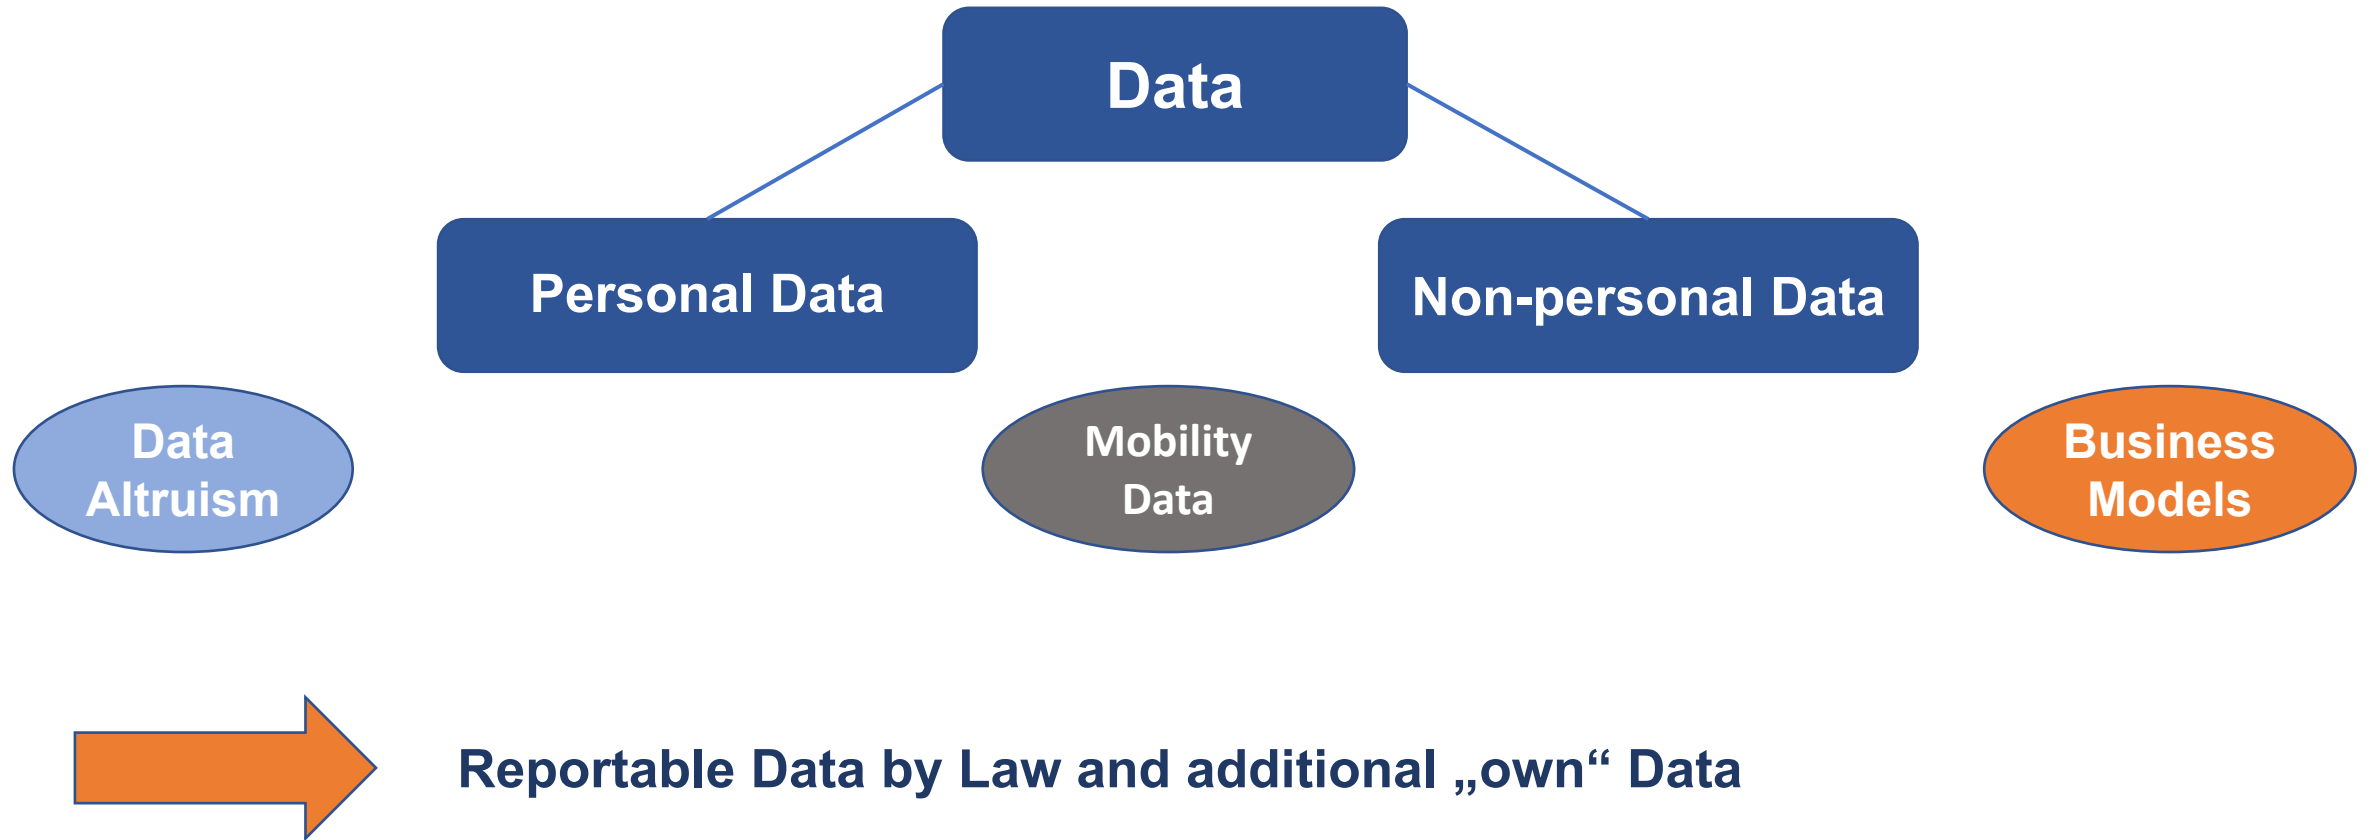 Data
Personal Data
Non-personal Data
Data
Altruism
Mobility
Data
Business
Models
Reportable Data by Law and additional „own“ Data